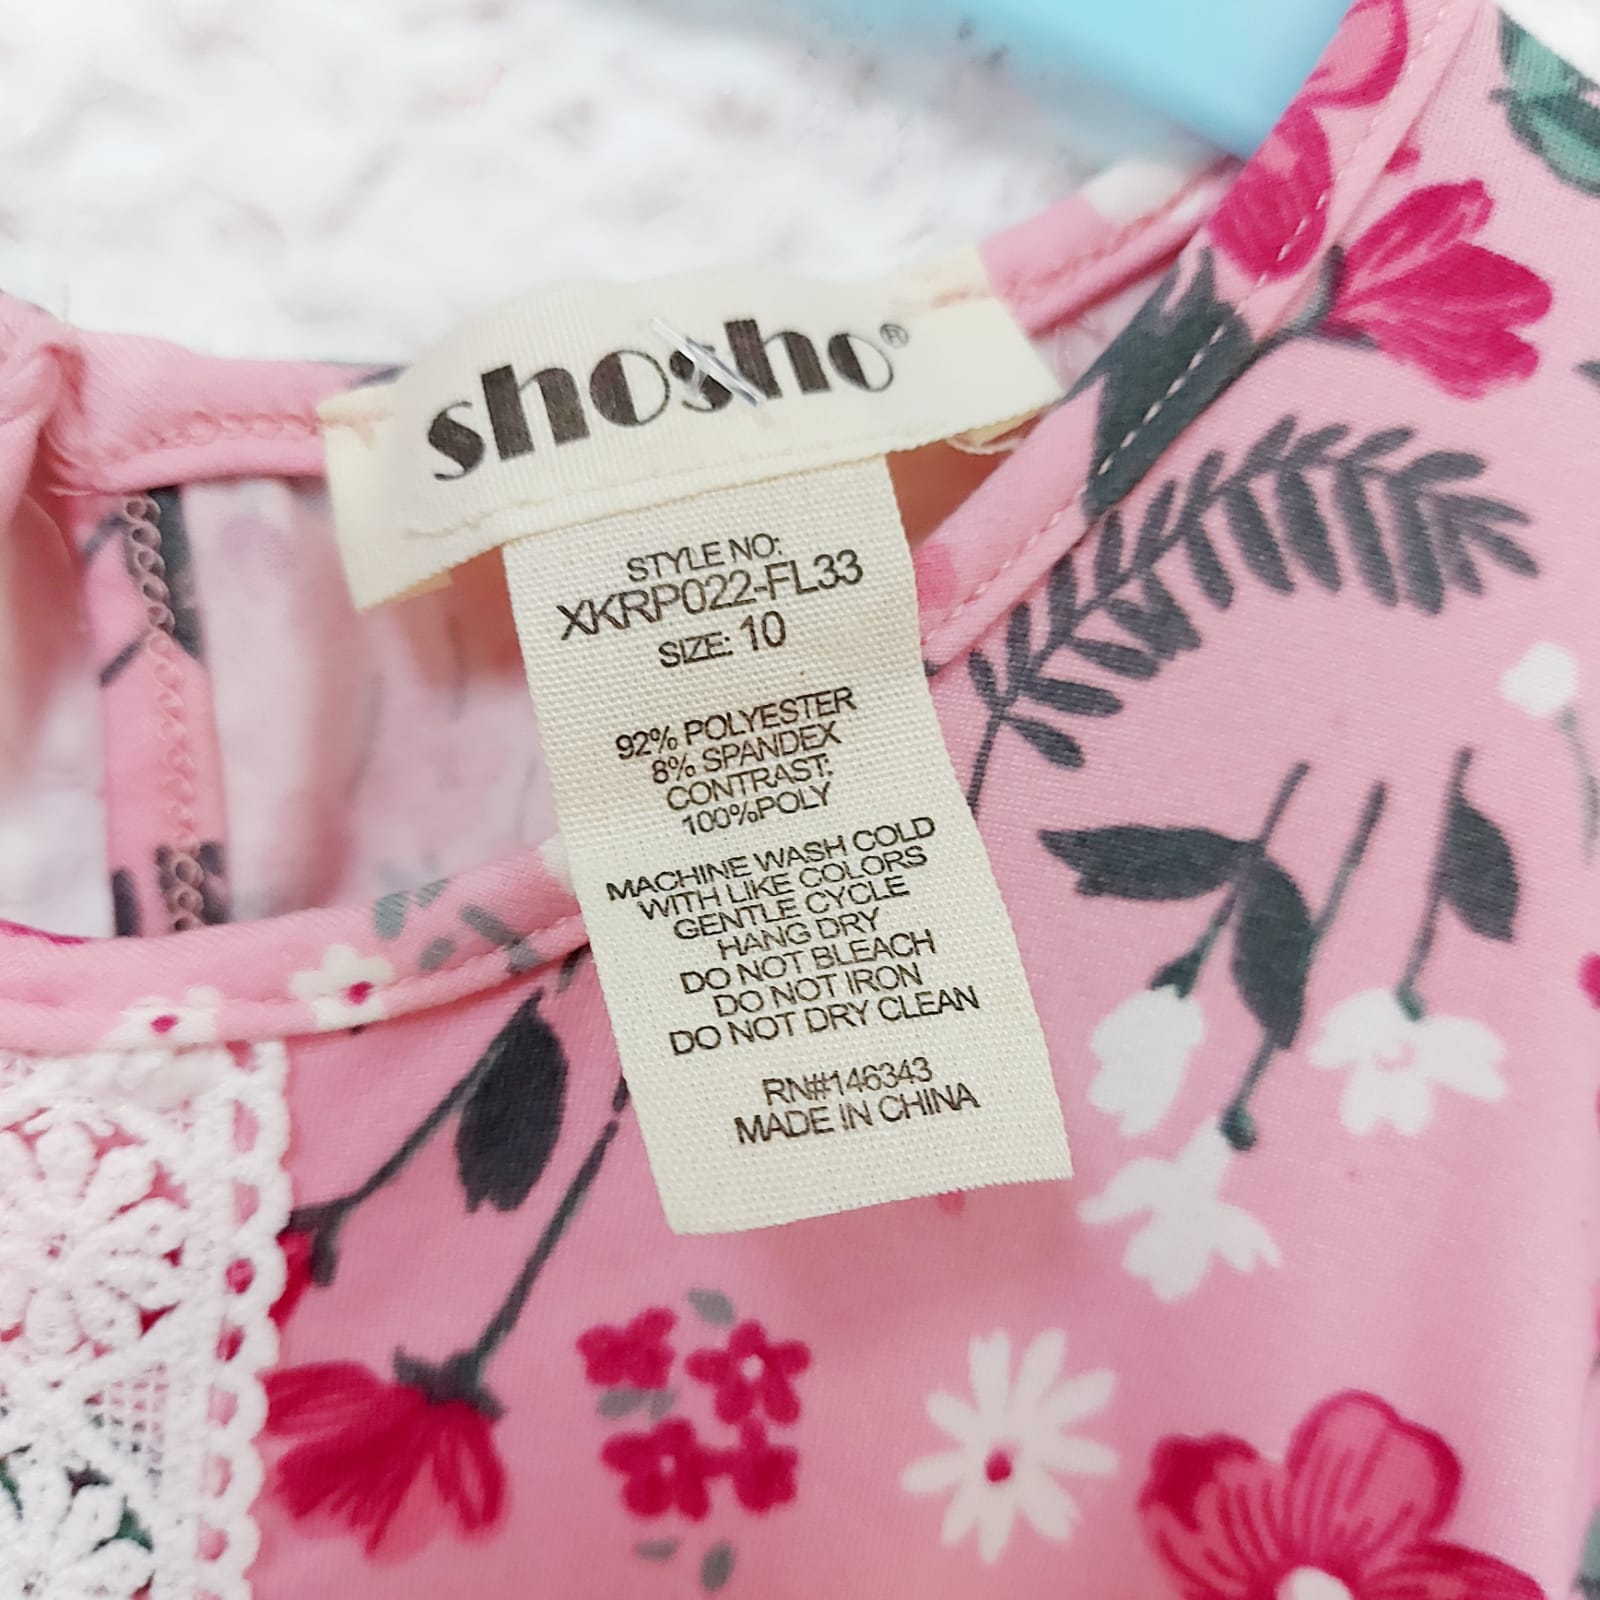 shosho®
STYLE NO:
XKRP022-FL33
SIZE: 10
92% POLYESTER
8% SPANDEX
CONTRAST:
100%POLY
MACHINE WASH COLD
WITH LIKE COLORS
GENTLE CYCLE
HANG DRY
DO NOT BLEACH
DO NOT IRON
DO NOT DRY CLEAN
RN#146343
MADE IN CHINA